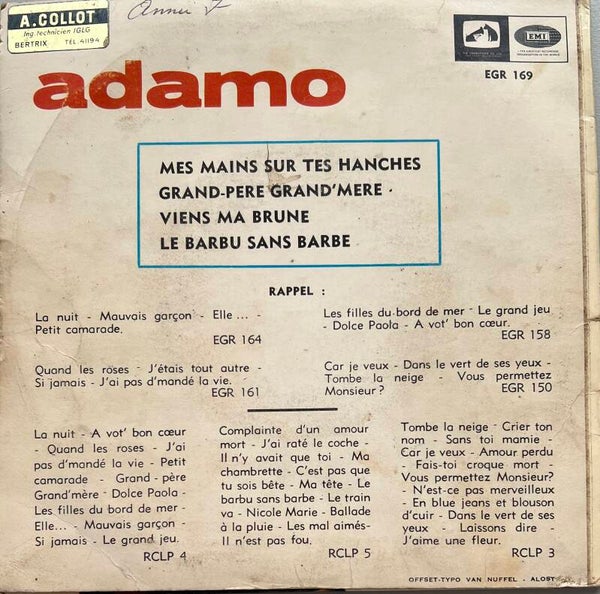 A. COLLOT
Ing. technicien IGLG
BERTRIX TÉL. 41194
Annie F
EMI
EGR 169
adamo
MES MAINS SUR TES HANCHES
GRAND-PERE GRAND'MERE
VIENS MA BRUNE
LE BARBU SANS BARBE
RAPPEL :
La nuit - Mauvais garçon - Elle ... -
Petit camarade.
EGR 164
Les filles du bord de mer - Le grand jeu
- Dolce Paola - A vot' bon cœur.
EGR 158
Quand les roses - J'étais tout autre -
Si jamais - J'ai pas d'mandé la vie.
EGR 161
Car je veux - Dans le vert de ses yeux -
Tombe la neige - Vous permettez
Monsieur ?
EGR 150
La nuit - A vot' bon cœur
- Quand les roses - J'ai
pas d'mandé la vie - Petit
camarade - Grand - père
Grand'mère - Dolce Paola -
Les filles du bord de mer -
Elle... - Mauvais garçon -
Si jamais - Le grand jeu.
RCLP 4
Complainte d'un amour
mort - J'ai raté le coche -
Il n'y avait que toi - Ma
chambrette - C'est pas que
tu sois bête - Ma tête - Le
barbu sans barbe - Le train
va - Nicole Marie - Ballade
à la pluie - Les mal aimés-
Il n'est pas fou.
RCLP 5
Tombe la neige - Crier ton
nom - Sans toi mamie -
Car je veux - Amour perdu
- Fais-toi croque mort -
Vous permettez Monsieur?
- N'est-ce pas merveilleux
- En blue jeans et blouson
d'cuir - Dans le vert de ses
yeux - Laissons dire -
J'aime une fleur.
RCLP 3
OFFSET-TYPO VAN NUFFEL - ALOST